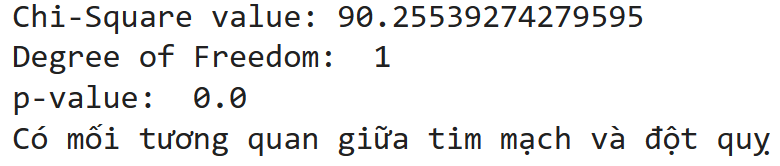 Chi-Square value: 90.25539274279595
Degree of Freedom:  1
p-value:  0.0
Có mối tương quan giữa tim mạch và đột quỵ